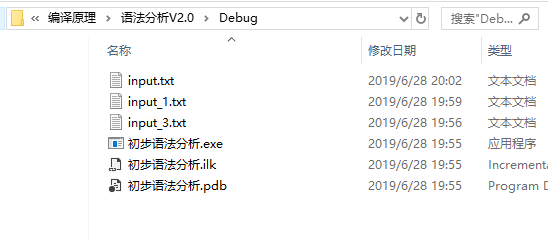 « 编译原理 › 语法分析V2.0 › Debug
搜索"Deb...
名称 修改日期 类型
input.txt 2019/6/28 20:02 文本文档
input_1.txt 2019/6/28 19:59 文本文档
input_3.txt 2019/6/28 19:56 文本文档
初步语法分析.exe 2019/6/28 19:55 应用程序
初步语法分析.ilk 2019/6/28 19:55 Incrementa
初步语法分析.pdb 2019/6/28 19:55 Program D